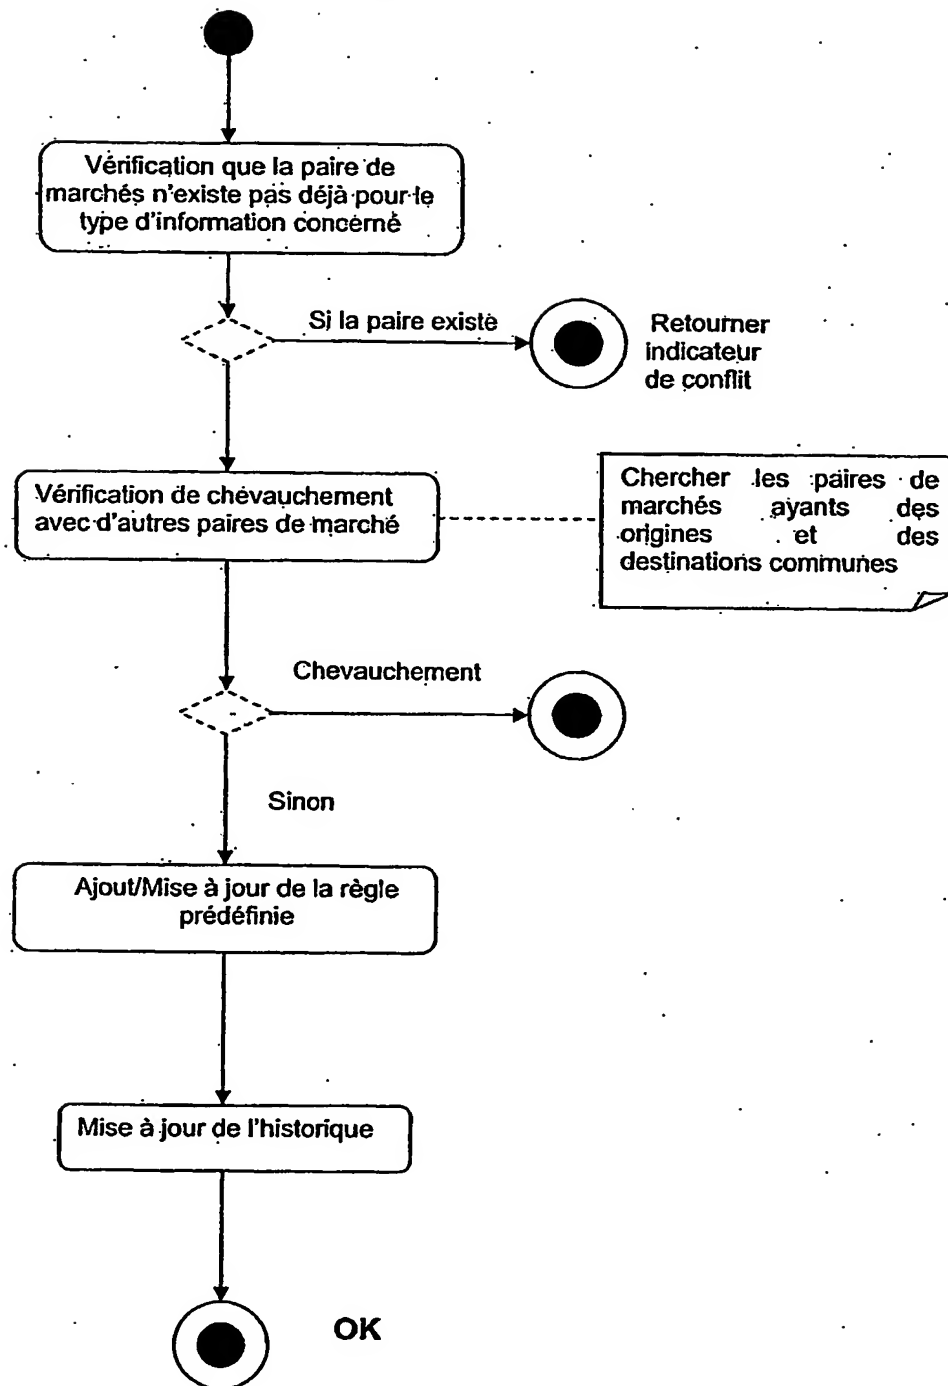 Vérification que la paire de
marchés n'existe pas déjà pour le
type d'information concerné
Si la paire existe
Retourner
indicateur
de conflit
Vérification de chevauchement
avec d'autres paires de marché
Chercher les paires de
marchés ayants des
origines et des
destinations communes
Chevauchement
Sinon
Ajout/Mise à jour de la règle
prédéfinie
Mise à jour de l'historique
OK